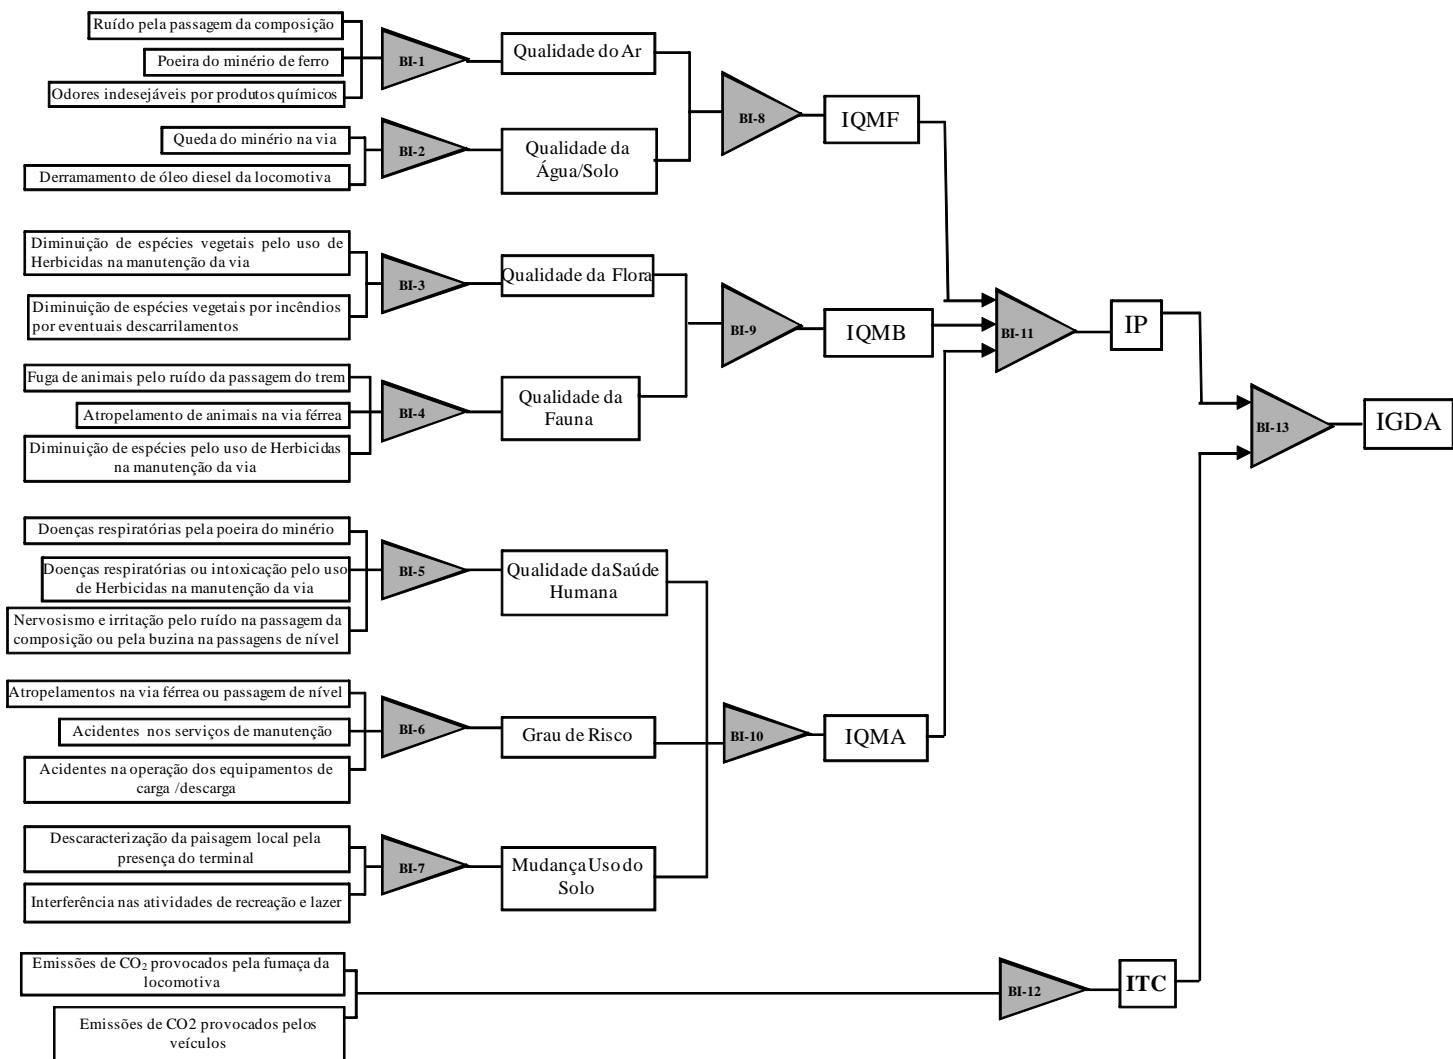 Ruído pela passagem da composição
Poeira do minério de ferro
Odores indesejáveis por produtos químicos
BI-1
Qualidade do Ar
Queda do minério na via
Derramamento de óleo diesel da locomotiva
BI-2
Qualidade da
Água/Solo
BI-8
IQMF
Diminuição de espécies vegetais pelo uso de
Herbicidas na manutenção da via
Diminuição de espécies vegetais por incêndios
por eventuais descarrilamentos
BI-3
Qualidade da Flora
Fuga de animais pelo ruído da passagem do trem
Atropelamento de animais na via férrea
Diminuição de espécies pelo uso de Herbicidas
na manutenção da via
BI-4
Qualidade da
Fauna
BI-9
IQMB
BI-11
IP
BI-13
IGDA
Doenças respiratórias pela poeira do minério
Doenças respiratórias ou intoxicação pelo uso
de Herbicidas na manutenção da via
Nervosismo e irritação pelo ruído na passagem da
composição ou pela buzina na passagens de nível
BI-5
Qualidade da Saúde
Humana
Atropelamentos na via férrea ou passagem de nível
Acidentes nos serviços de manutenção
Acidentes na operação dos equipamentos de
carga /descarga
BI-6
Grau de Risco
BI-10
IQMA
Descaracterização da paisagem local pela
presença do terminal
Interferência nas atividades de recreação e lazer
BI-7
Mudança Uso do
Solo
Emissões de CO₂ provocados pela fumaça da
locomotiva
Emissões de CO2 provocados pelos
veículos
BI-12
ITC